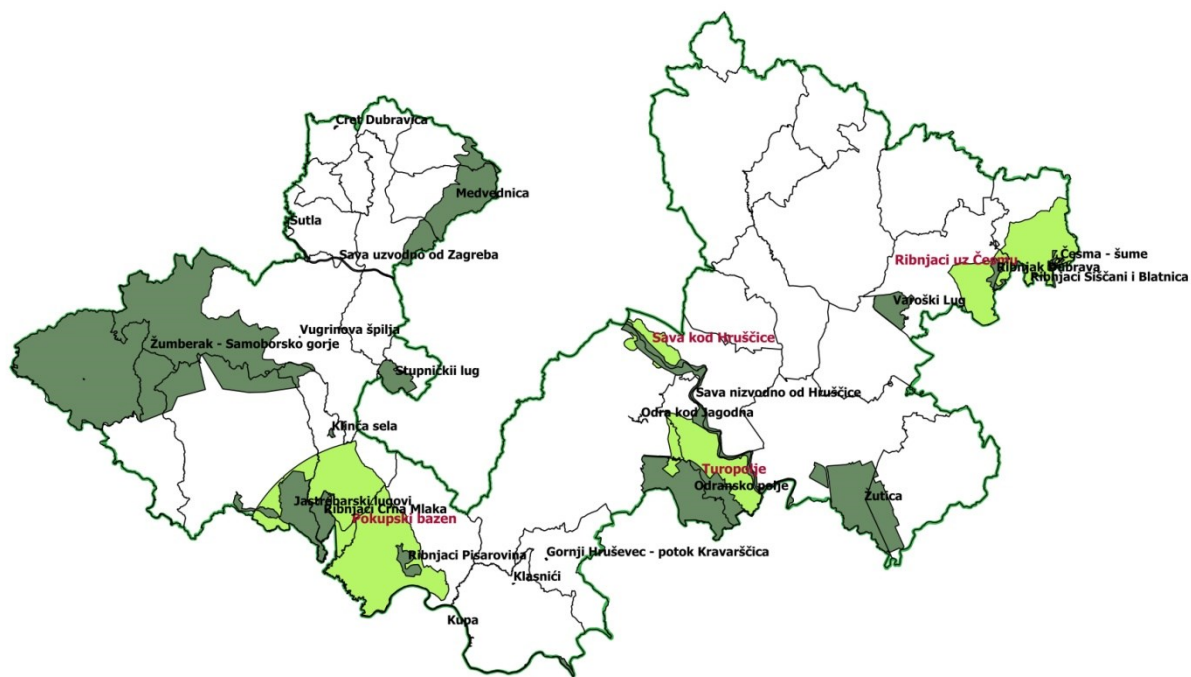 Cret Dubravica
Medvednica
Sutla
Sava uzvodno od Zagreba
Ribnjaci uz Česmu
Česma - šume
Ribnjak Dubrava
Ribnjaci Siščani i Blatnica
Varoški Lug
Vugrinova špilja
Sava kod Hruščice
Žumberak - Samoborsko gorje
Stupnički lug
Sava nizvodno od Hruščice
Odra kod Jagodna
Klinča sela
Turopolje
Odransko polje
Žutica
Jastrebarski lugovi
Ribnjaci Crna Mlaka
Pokupski bazen
Ribnjaci Pisarovina
Gornji Hruševec - potok Kravarščica
Klasnići
Kupa